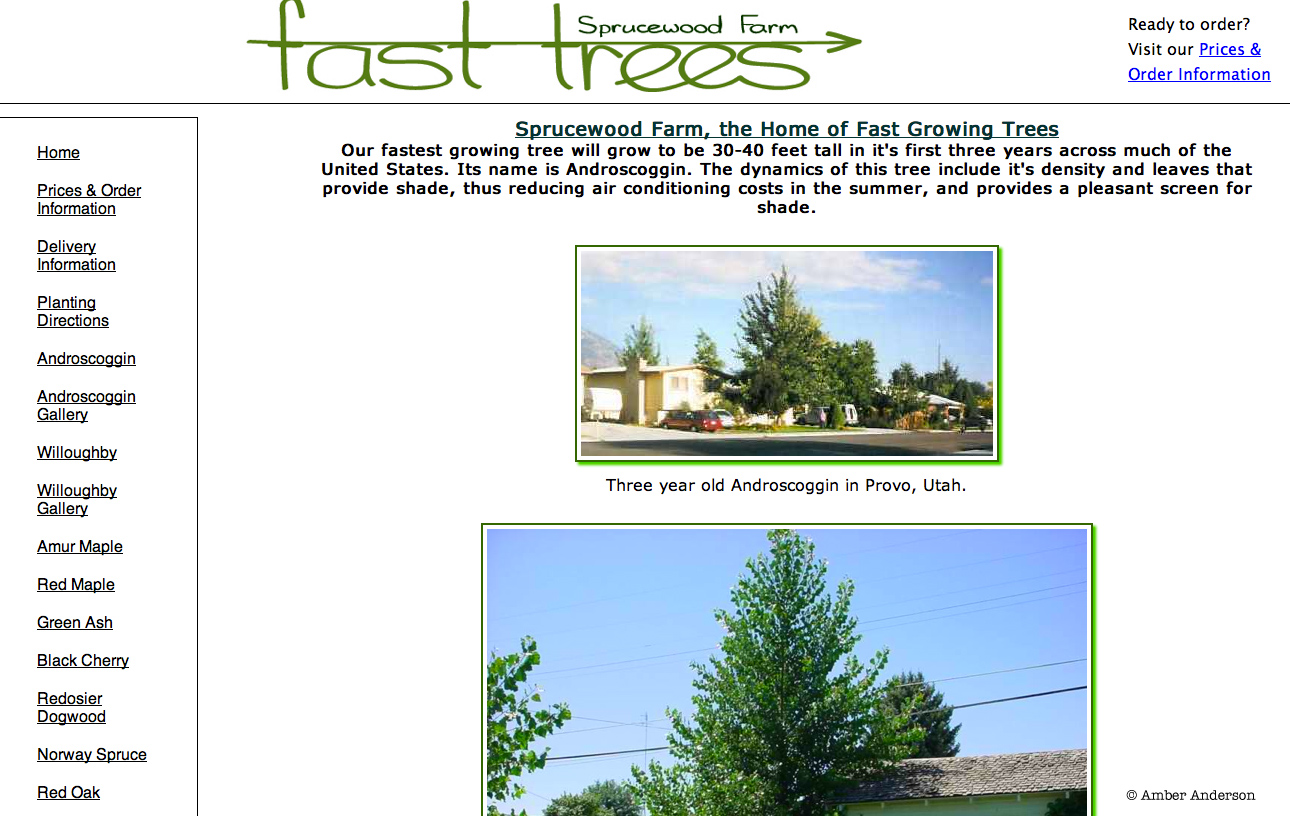 Sprucewood Farm
fast trees
Ready to order?
Visit our Prices &
Order Information
Home
Prices & Order
Information
Delivery
Information
Planting
Directions
Androscoggin
Androscoggin
Gallery
Willoughby
Willoughby
Gallery
Amur Maple
Red Maple
Green Ash
Black Cherry
Redosier
Dogwood
Norway Spruce
Red Oak
Sprucewood Farm, the Home of Fast Growing Trees
Our fastest growing tree will grow to be 30-40 feet tall in it's first three years across much of the
United States. Its name is Androscoggin. The dynamics of this tree include it's density and leaves that
provide shade, thus reducing air conditioning costs in the summer, and provides a pleasant screen for
shade.
Three year old Androscoggin in Provo, Utah.
© Amber Anderson